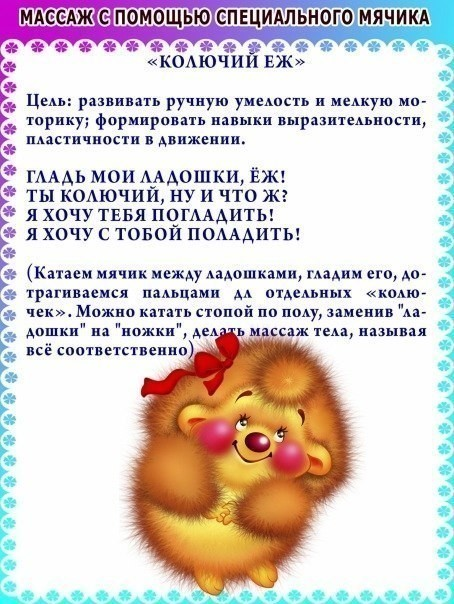 МАССАЖ С ПОМОЩЬЮ СПЕЦИАЛЬНОГО МЯЧИКА
«КОЛЮЧИЙ ЕЖ»
Цель: развивать ручную умелость и мелкую мо-
торику; формировать навыки выразительности,
пластичности в движении.
ГЛАДЬ МОИ ЛАДОШКИ, ЁЖ!
ТЫ КОЛЮЧИЙ, НУ И ЧТО Ж?
Я ХОЧУ ТЕБЯ ПОГЛАДИТЬ!
Я ХОЧУ С ТОБОЙ ПОЛАДИТЬ!
(Катаем мячик между ладошками, гладим его, до-
трагиваемся пальцами дл отдельных «колю-
чек». Можно катать стопой по полу, заменив "ла-
дошки" на "ножки", делать массаж тела, называя
всё соответственно)